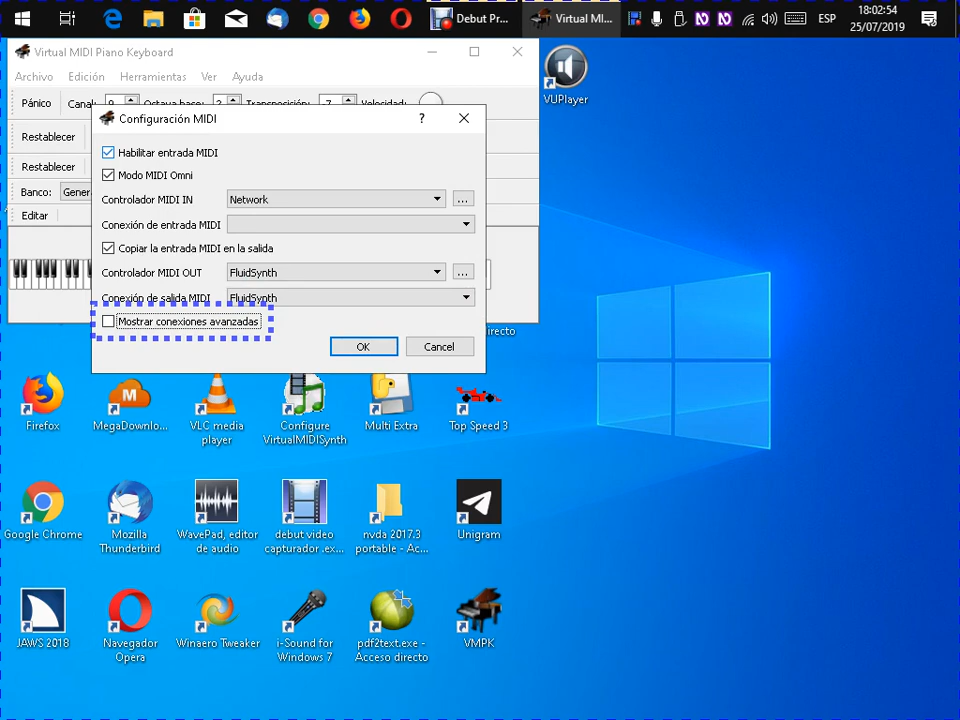 Debut Pr...
Virtual MI...
ESP
18:02:54
25/07/2019
Virtual MIDI Piano Keyboard
Archivo Edición Herramientas Ver Ayuda
Pánico Canal: 9 Octava base: 2 Transposición: -7 Velocidad:
Restablecer
Restablecer
Banco: Gener
Editar
Configuración MIDI
?
Habilitar entrada MIDI
Modo MIDI Omni
Controlador MIDI IN Network ...
Conexión de entrada MIDI
Copiar la entrada MIDI en la salida
Controlador MIDI OUT FluidSynth ...
Conexión de salida MIDI FluidSynth
Mostrar conexiones avanzadas
OK Cancel
VUPlayer
irecto
Firefox
MegaDownlo...
VLC media
player
Configure
VirtualMIDISynth
Multi Extra
Top Speed 3
Google Chrome
Mozilla
Thunderbird
WavePad, editor
de audio
debut video
capturador .ex...
nvda 2017.3
portable - Ac...
Unigram
JAWS 2018
Navegador
Opera
Winaero Tweaker
i-Sound for
Windows 7
pdf2text.exe -
Acceso directo
VMPK